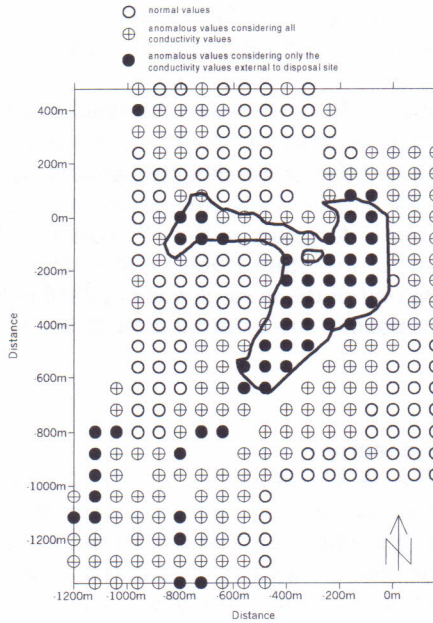 normal values
anomalous values considering all
conductivity values
anomalous values considering only the
conductivity values external to disposal site
400m
200m
0m
-200m
-400m
-600m
-800m
-1000m
-1200m
Distance
-1200m -1000m -800m -600m -400m -200m 0m
Distance
N